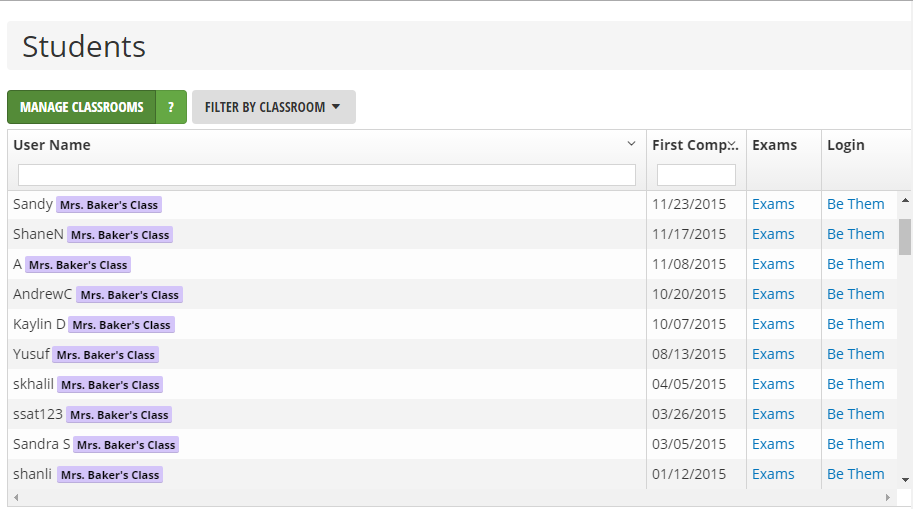 Students
MANAGE CLASSROOMS ? FILTER BY CLASSROOM
User Name First Comp... Exams Login
Sandy Mrs. Baker's Class 11/23/2015 Exams Be Them
ShaneN Mrs. Baker's Class 11/17/2015 Exams Be Them
A Mrs. Baker's Class 11/08/2015 Exams Be Them
AndrewC Mrs. Baker's Class 10/20/2015 Exams Be Them
Kaylin D Mrs. Baker's Class 10/07/2015 Exams Be Them
Yusuf Mrs. Baker's Class 08/13/2015 Exams Be Them
skhalil Mrs. Baker's Class 04/05/2015 Exams Be Them
ssat123 Mrs. Baker's Class 03/26/2015 Exams Be Them
Sandra S Mrs. Baker's Class 03/05/2015 Exams Be Them
shanli Mrs. Baker's Class 01/12/2015 Exams Be Them